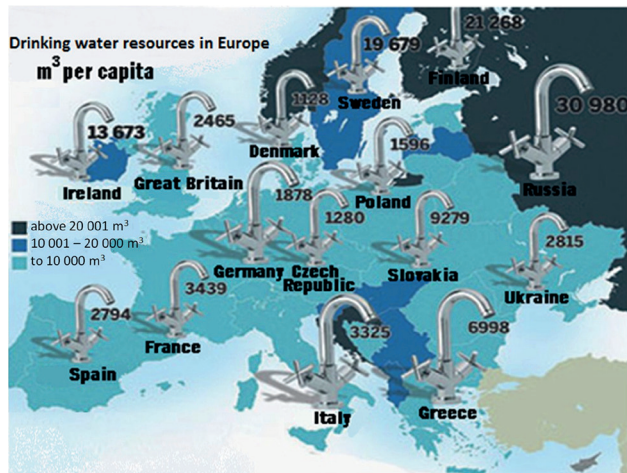 Drinking water resources in Europe
m³ per capita
21 268
Finland
19 679
Sweden
30 980
Russia
1128
Denmark
13 673
Ireland
2465
Great Britain
1596
Poland
above 20 001 m³
10 001 – 20 000 m³
to 10 000 m³
1878
Germany
1280
Czech
Republic
9279
Slovakia
2815
Ukraine
2794
Spain
3439
France
3325
Italy
6998
Greece